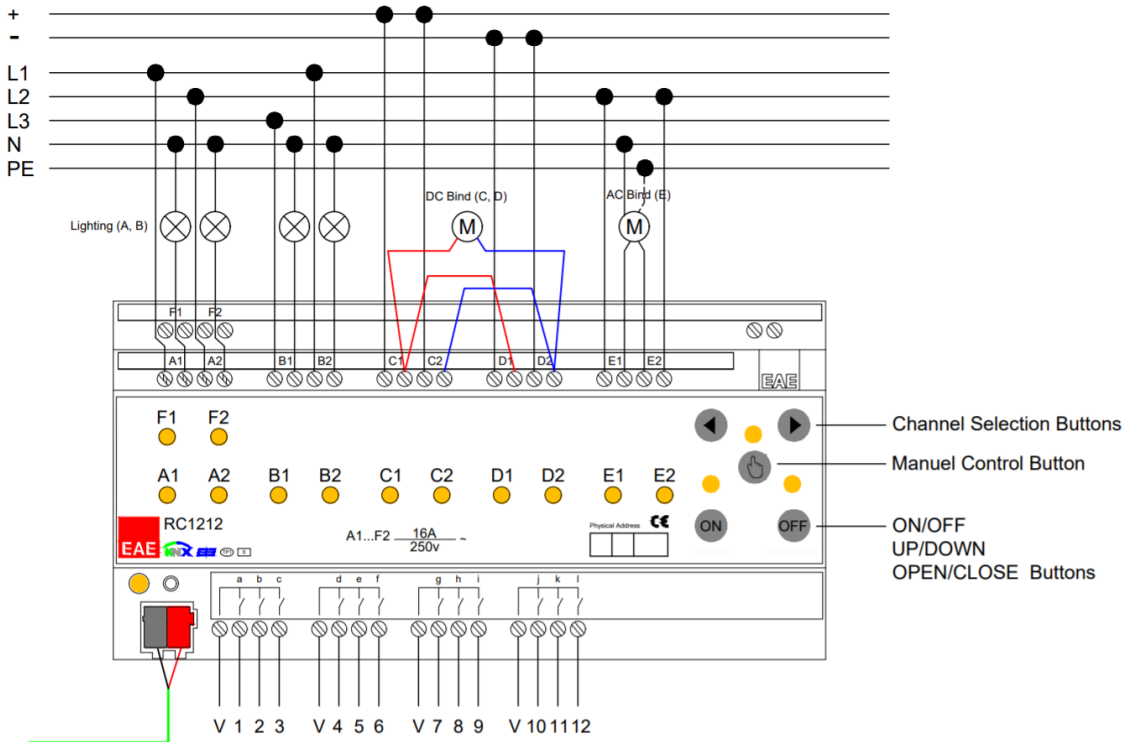 +
-
L1
L2
L3
N
PE
Lighting (A, B)
DC Bind (C, D)
AC Bind (E)
M
M
F1 F2
A1 A2 B1 B2 C1 C2 D1 D2 E1 E2
EAE
F1 F2
A1 A2 B1 B2 C1 C2 D1 D2 E1 E2
Channel Selection Buttons
Manuel Control Button
RC1212
EAE KNX
A1...F2 16A
250v ~
Physical Address CE
ON OFF
ON/OFF
UP/DOWN
OPEN/CLOSE Buttons
a b c d e f g h i j k l
V 1 2 3 V 4 5 6 V 7 8 9 V 10 11 12